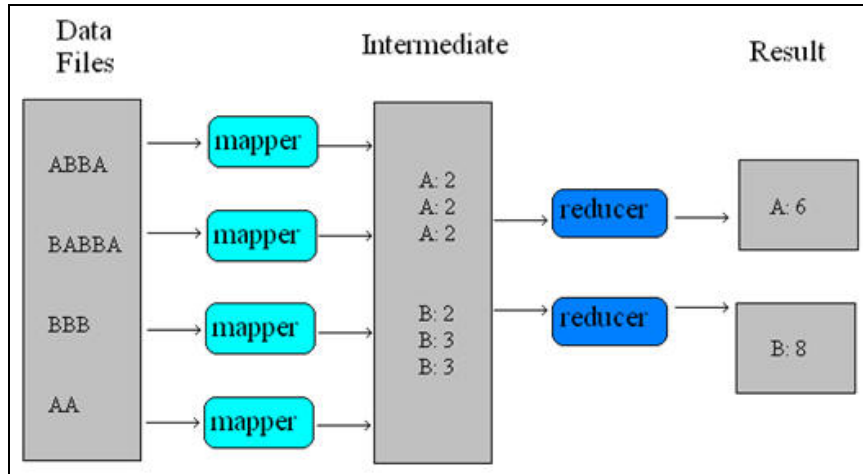 Data
Files
Intermediate
Result
ABBA
BABBA
BBB
AA
mapper
mapper
mapper
mapper
A: 2
A: 2
A: 2
B: 2
B: 3
B: 3
reducer
reducer
A: 6
B: 8